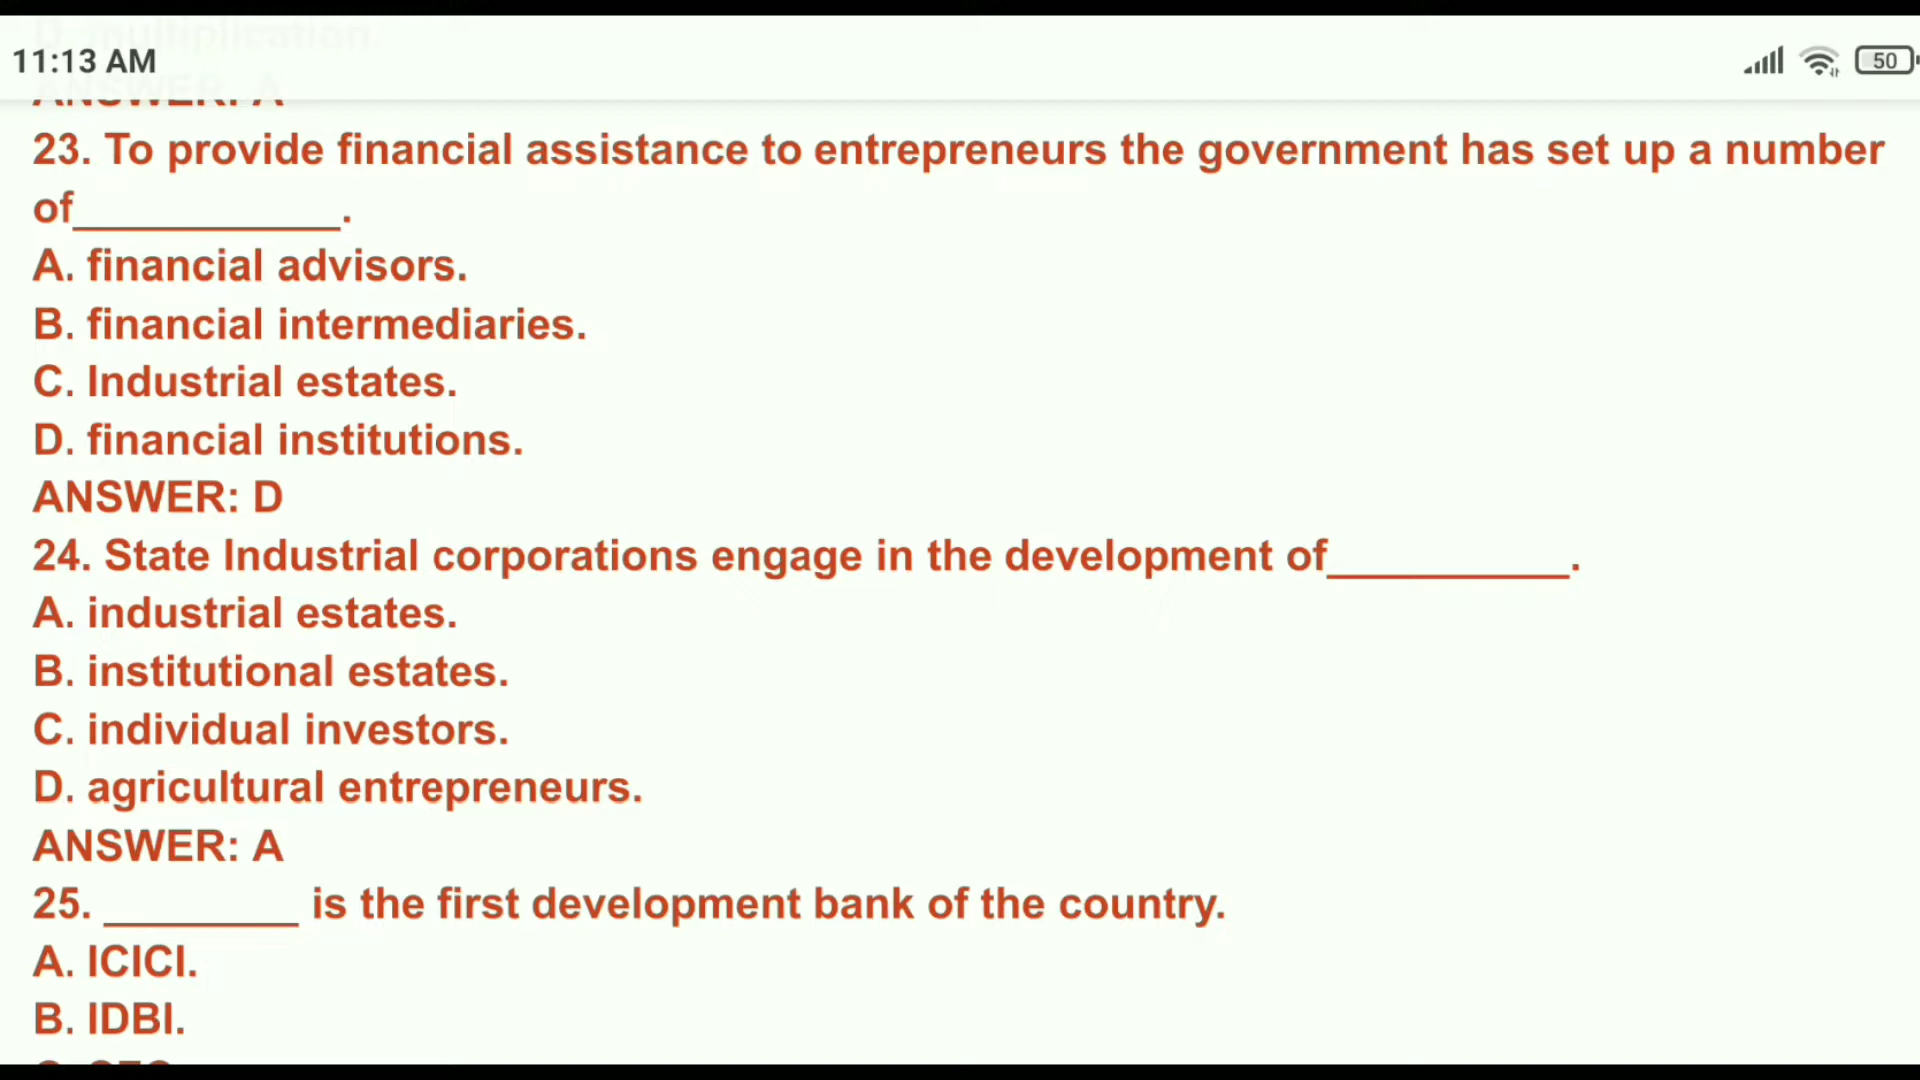 D. multiplication.
11:13 AM
50
ANSWER: A
23. To provide financial assistance to entrepreneurs the government has set up a number
of___________.
A. financial advisors.
B. financial intermediaries.
C. Industrial estates.
D. financial institutions.
ANSWER: D
24. State Industrial corporations engage in the development of__________.
A. industrial estates.
B. institutional estates.
C. individual investors.
D. agricultural entrepreneurs.
ANSWER: A
25. ________ is the first development bank of the country.
A. ICICI.
B. IDBI.